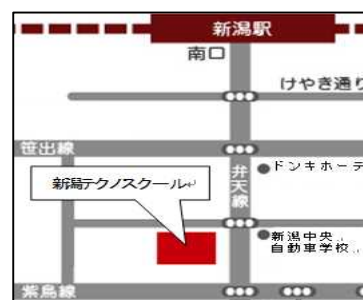 新潟駅
南口
けやき通り
笹出線
新潟テクノスクール
弁天線
ドンキホーテ
新潟中央
自動車学校
紫鳥線